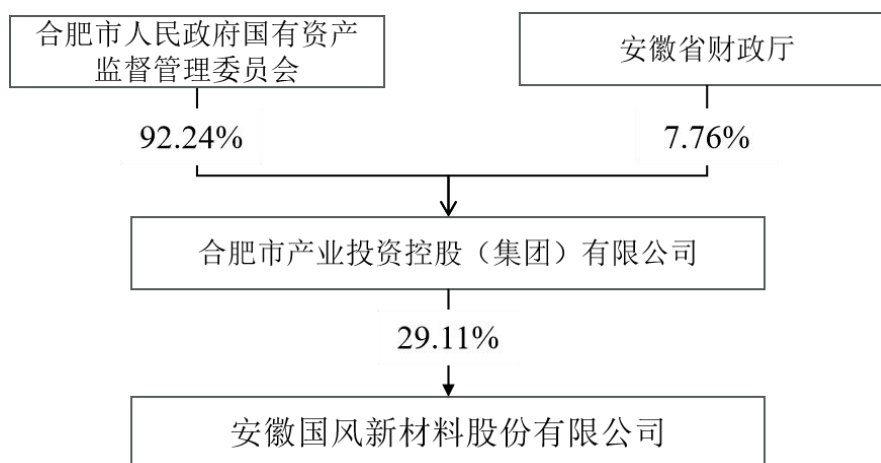 合肥市人民政府国有资产
监督管理委员会
安徽省财政厅
92.24%
7.76%
合肥市产业投资控股（集团）有限公司
29.11%
安徽国风新材料股份有限公司